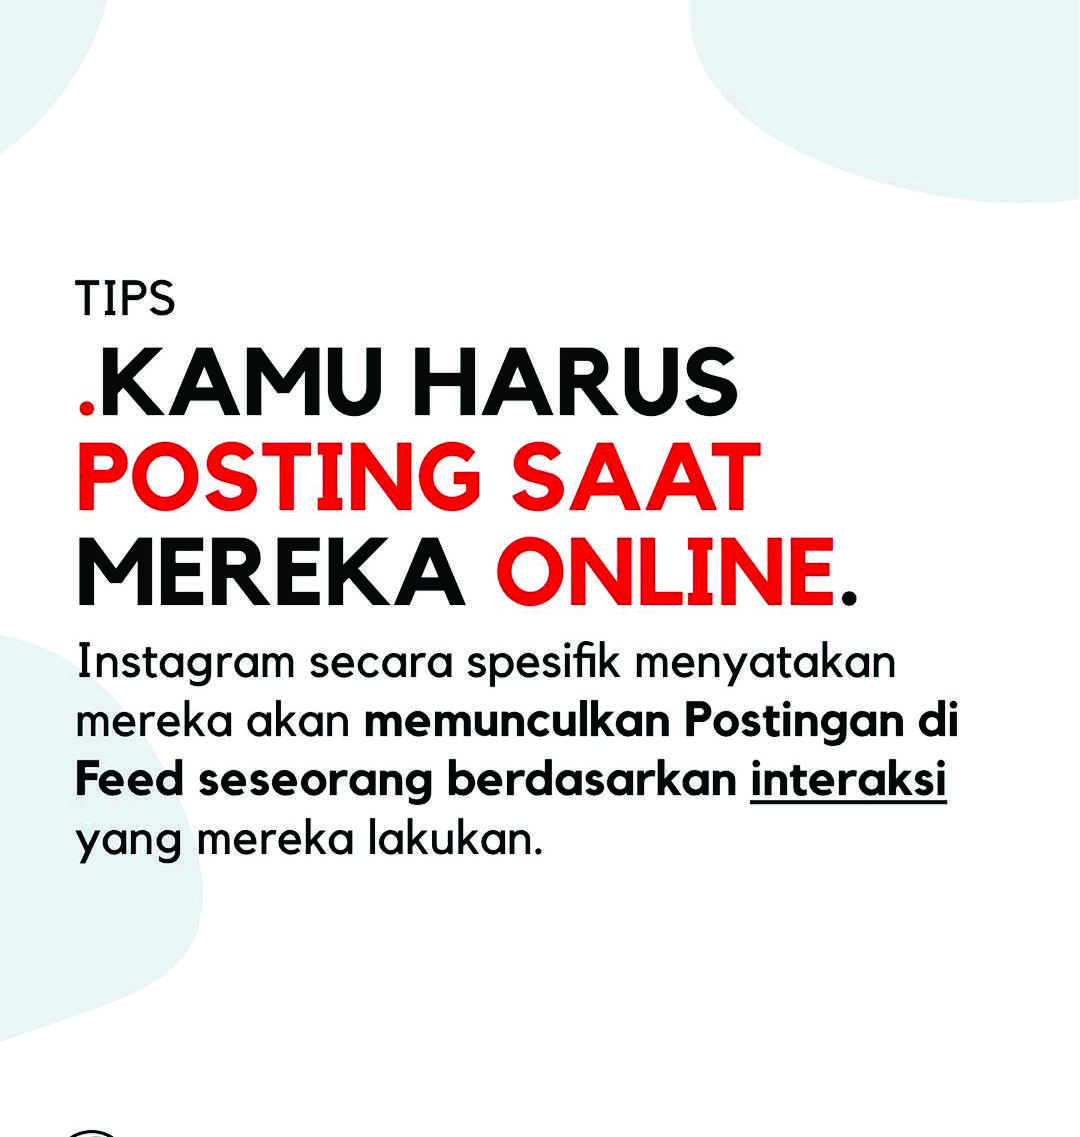 TIPS
.KAMU HARUS
POSTING SAAT
MEREKA ONLINE.
Instagram secara spesifik menyatakan
mereka akan memunculkan Postingan di
Feed seseorang berdasarkan interaksi
yang mereka lakukan.